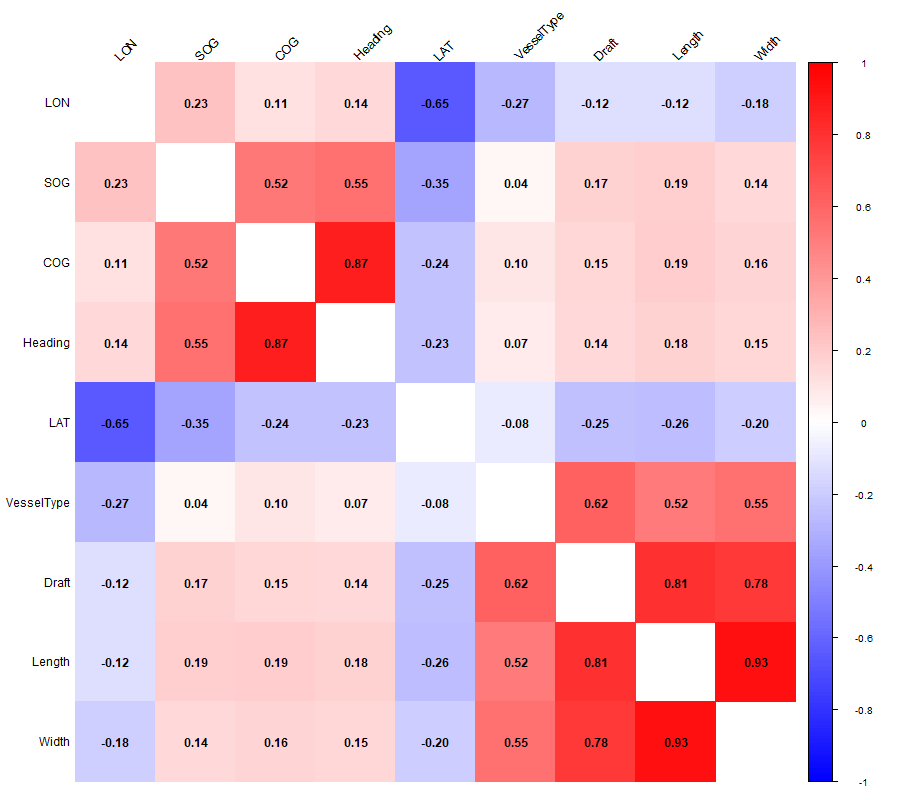 LON SOG COG Heading LAT VesselType Draft Length Width
1
LON 0.23 0.11 0.14 -0.65 -0.27 -0.12 -0.12 -0.18
0.8
SOG 0.23 0.52 0.55 -0.35 0.04 0.17 0.19 0.14
0.6
COG 0.11 0.52 0.87 -0.24 0.10 0.15 0.19 0.16
0.4
0.2
Heading 0.14 0.55 0.87 -0.23 0.07 0.14 0.18 0.15
LAT -0.65 -0.35 -0.24 -0.23 -0.08 -0.25 -0.26 -0.20
0
-0.2
VesselType -0.27 0.04 0.10 0.07 -0.08 0.62 0.52 0.55
-0.4
Draft -0.12 0.17 0.15 0.14 -0.25 0.62 0.81 0.78
-0.6
Length -0.12 0.19 0.19 0.18 -0.26 0.52 0.81 0.93
-0.8
Width -0.18 0.14 0.16 0.15 -0.20 0.55 0.78 0.93
-1